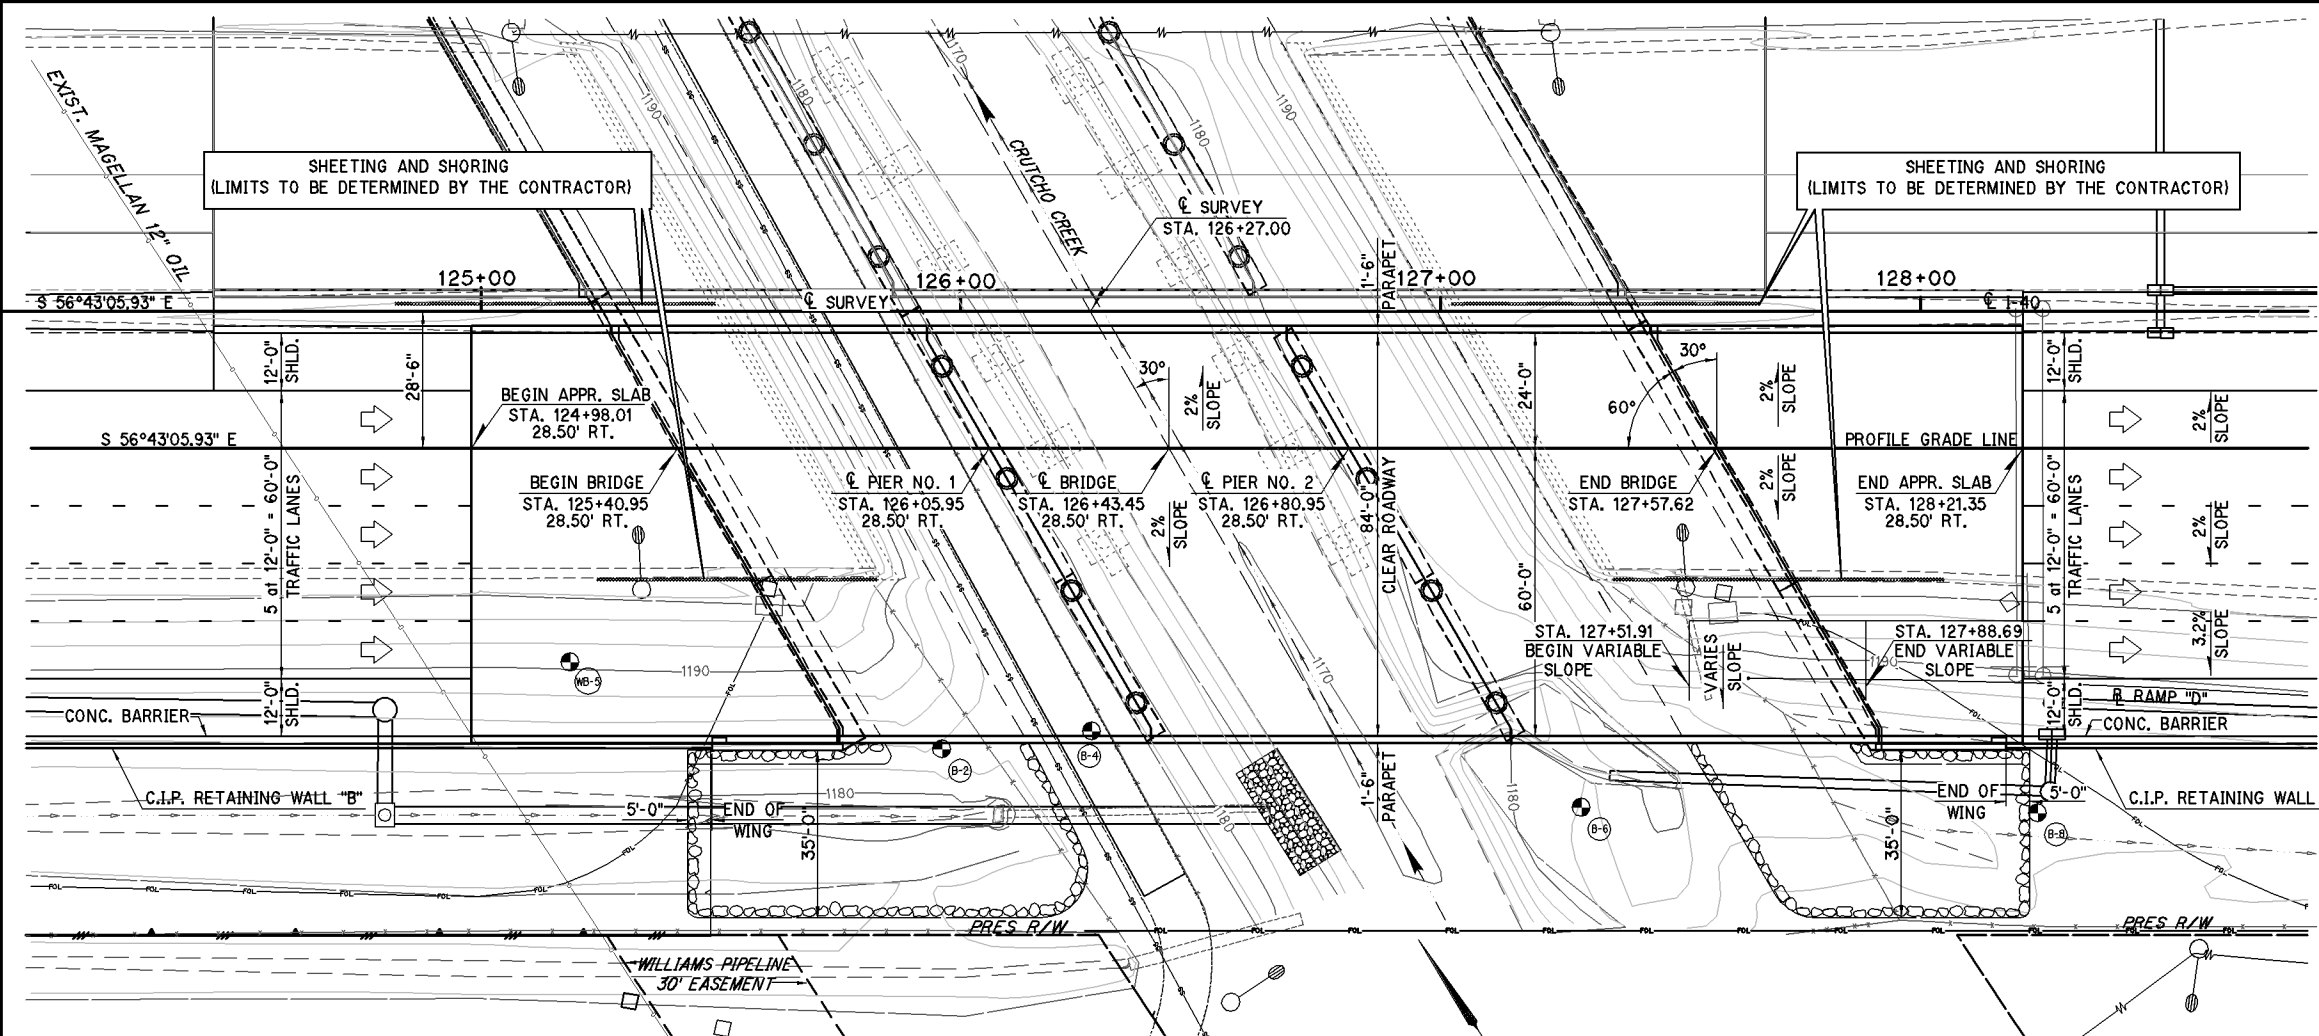 EXIST. MAGELLAN 12" OIL
SHEETING AND SHORING
(LIMITS TO BE DETERMINED BY THE CONTRACTOR)
1190
1180
1170
CRUTCHO CREEK
1180
1190
℄ SURVEY
STA. 126+27.00
SHEETING AND SHORING
(LIMITS TO BE DETERMINED BY THE CONTRACTOR)
125+00
126+00
127+00
128+00
1'-6"
PARAPET
S 56°43'05.93" E
℄ SURVEY
℄ I-40
12'-0"
SHLD.
28'-6"
BEGIN APPR. SLAB
STA. 124+98.01
28.50' RT.
30°
2%
SLOPE
24'-0"
60°
30°
2%
SLOPE
12'-0"
SHLD.
2%
SLOPE
S 56°43'05.93" E
PROFILE GRADE LINE
5 at 12'-0" = 60'-0"
TRAFFIC LANES
BEGIN BRIDGE
STA. 125+40.95
28.50' RT.
℄ PIER NO. 1
STA. 126+05.95
28.50' RT.
℄ BRIDGE
STA. 126+43.45
28.50' RT.
2%
SLOPE
℄ PIER NO. 2
STA. 126+80.95
28.50' RT.
84'-0"
CLEAR ROADWAY
60'-0"
END BRIDGE
STA. 127+57.62
2%
SLOPE
END APPR. SLAB
STA. 128+21.35
28.50' RT.
5 at 12'-0" = 60'-0"
TRAFFIC LANES
2%
SLOPE
3.2%
SLOPE
STA. 127+51.91
BEGIN VARIABLE
SLOPE
VARIES
SLOPE
STA. 127+88.69
END VARIABLE
SLOPE
1190
WB-5
1190
1170
FOL
12'-0"
SHLD.
CONC. BARRIER
12'-0"
SHLD.
℄ RAMP "D"
CONC. BARRIER
B-2
B-4
B-6
B-8
C.I.P. RETAINING WALL "B"
1180
5'-0"
END OF
WING
35'-0"
1180
1'-6"
PARAPET
1180
END OF
WING
5'-0"
35'-0"
C.I.P. RETAINING WALL
FOL
PRES R/W
PRES R/W
WILLIAMS PIPELINE
30' EASEMENT